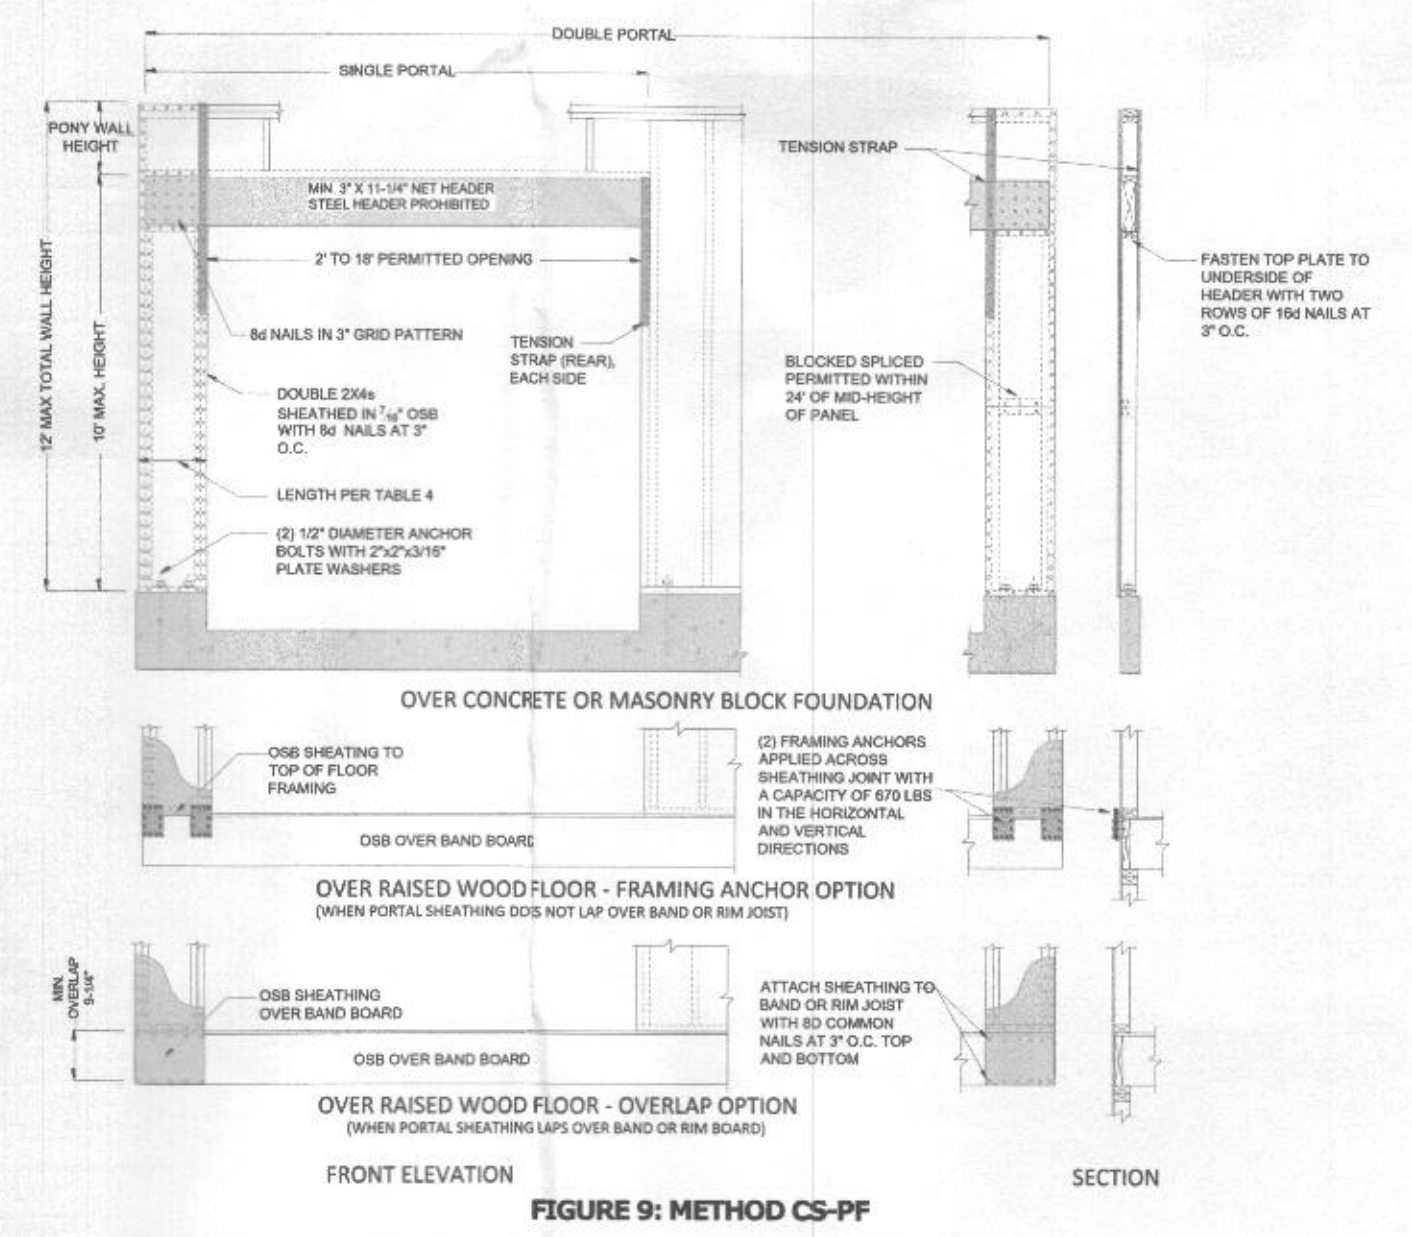 DOUBLE PORTAL
SINGLE PORTAL
PONY WALL
HEIGHT
12' MAX TOTAL WALL HEIGHT
10' MAX. HEIGHT
MIN. 3" X 11-1/4" NET HEADER
STEEL HEADER PROHIBITED
2' TO 18' PERMITTED OPENING
8d NAILS IN 3" GRID PATTERN
TENSION
STRAP (REAR),
EACH SIDE
DOUBLE 2X4s
SHEATHED IN 7/16" OSB
WITH 8d NAILS AT 3"
O.C.
LENGTH PER TABLE 4
(2) 1/2" DIAMETER ANCHOR
BOLTS WITH 2"x2"x3/16"
PLATE WASHERS
TENSION STRAP
FASTEN TOP PLATE TO
UNDERSIDE OF
HEADER WITH TWO
ROWS OF 16d NAILS AT
3" O.C.
BLOCKED SPLICED
PERMITTED WITHIN
24' OF MID-HEIGHT
OF PANEL
OVER CONCRETE OR MASONRY BLOCK FOUNDATION
OSB SHEATING TO
TOP OF FLOOR
FRAMING
OSB OVER BAND BOARD
(2) FRAMING ANCHORS
APPLIED ACROSS
SHEATHING JOINT WITH
A CAPACITY OF 670 LBS
IN THE HORIZONTAL
AND VERTICAL
DIRECTIONS
OVER RAISED WOOD FLOOR - FRAMING ANCHOR OPTION
(WHEN PORTAL SHEATHING DOS NOT LAP OVER BAND OR RIM JOIST)
MIN.
OVERLAP
9-1/4"
OSB SHEATHING
OVER BAND BOARD
OSB OVER BAND BOARD
ATTACH SHEATHING TO
BAND OR RIM JOIST
WITH 8D COMMON
NAILS AT 3" O.C. TOP
AND BOTTOM
OVER RAISED WOOD FLOOR - OVERLAP OPTION
(WHEN PORTAL SHEATHING LAPS OVER BAND OR RIM BOARD)
FRONT ELEVATION
SECTION
FIGURE 9: METHOD CS-PF